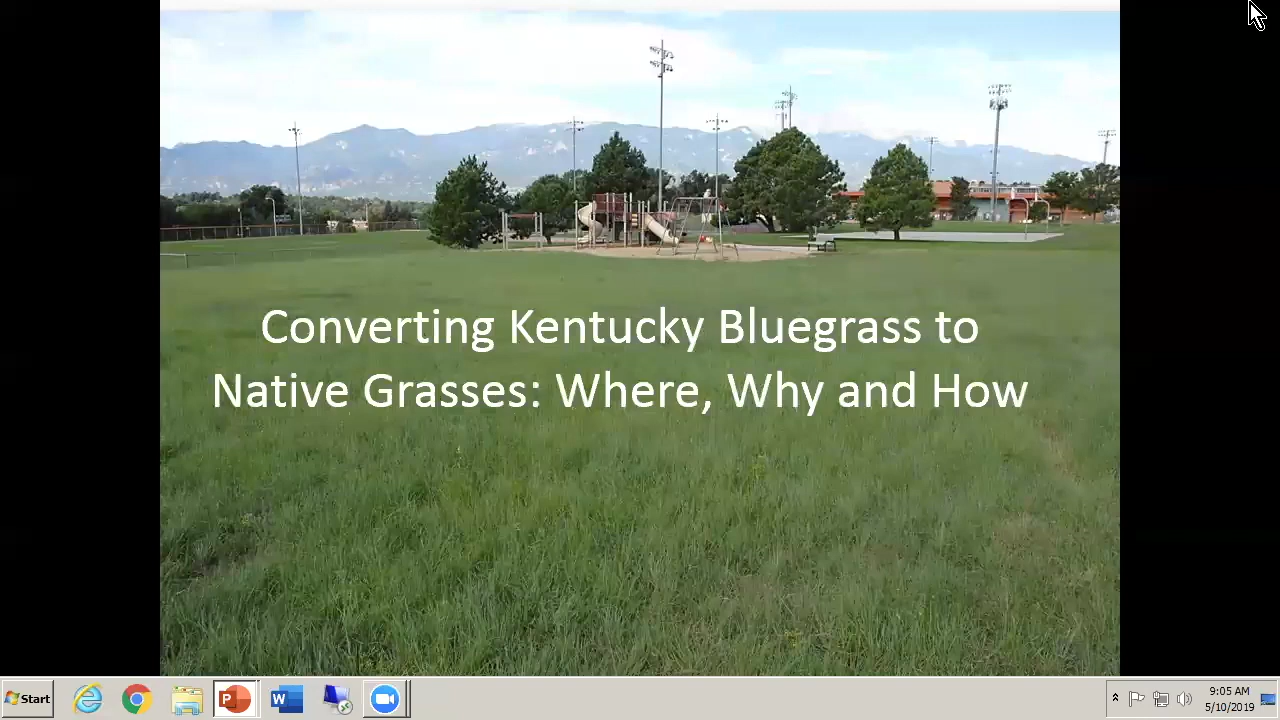 Converting Kentucky Bluegrass to
Native Grasses: Where, Why and How
Start
9:05 AM
5/10/2019